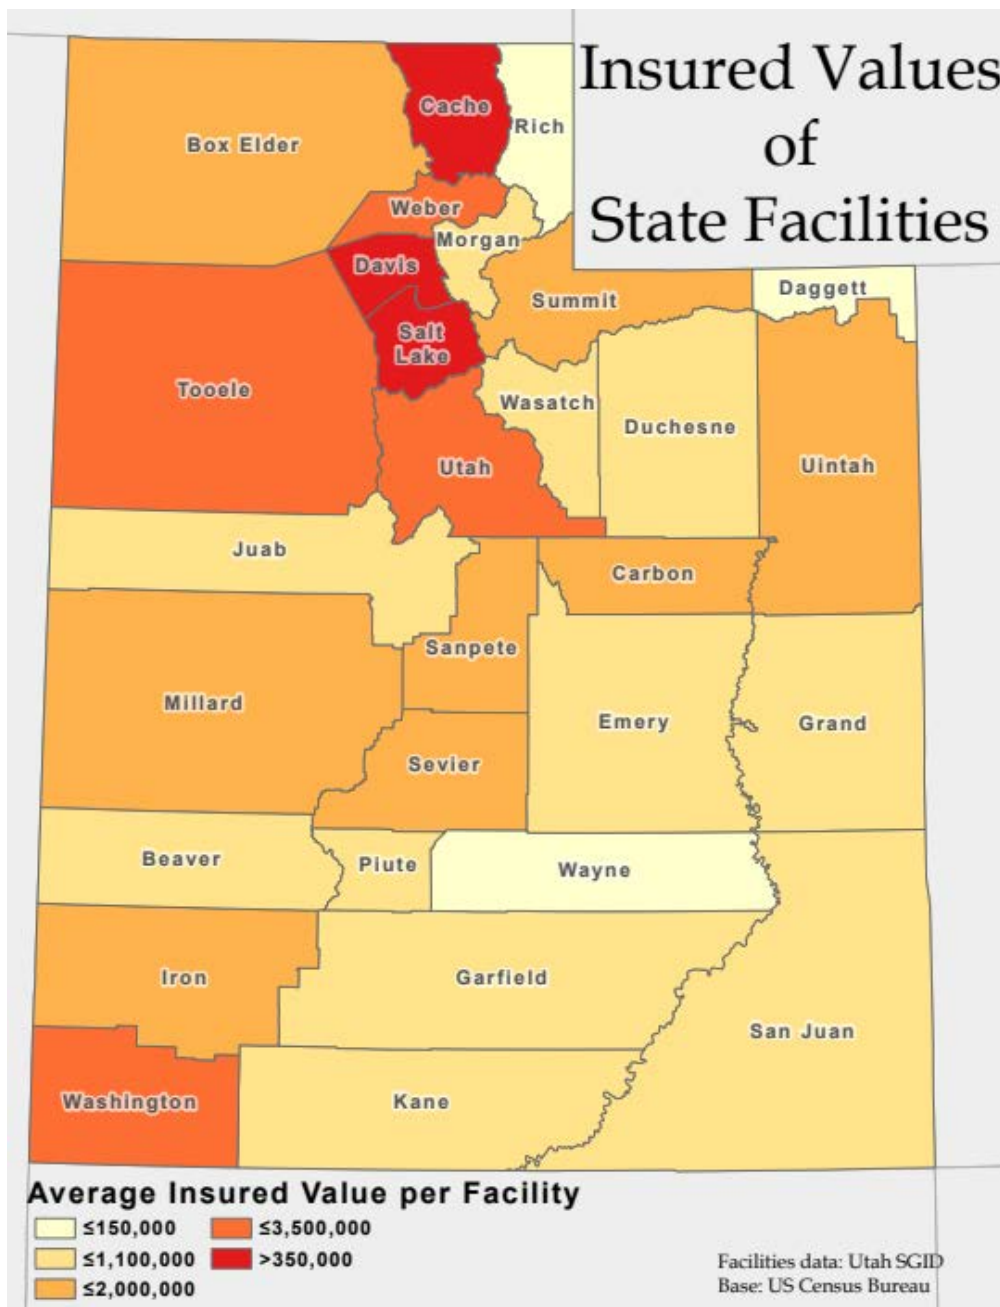 Insured Values
of
State Facilities
Cache
Rich
Box Elder
Weber
Morgan
Davis
Summit
Daggett
Salt
Lake
Tooele
Wasatch
Duchesne
Utah
Uintah
Juab
Carbon
Sanpete
Millard
Emery
Grand
Sevier
Beaver
Piute
Wayne
Iron
Garfield
San Juan
Washington
Kane
Average Insured Value per Facility
≤150,000
≤3,500,000
≤1,100,000
>350,000
≤2,000,000
Facilities data: Utah SGID
Base: US Census Bureau